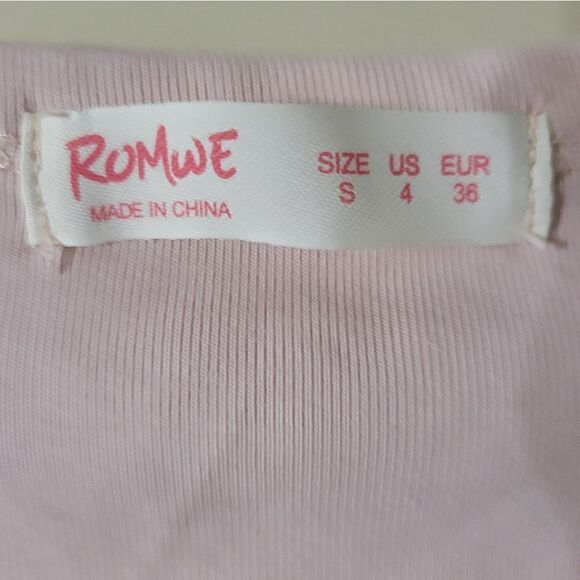 ROMWE
MADE IN CHINA
SIZE US EUR
S 4 36